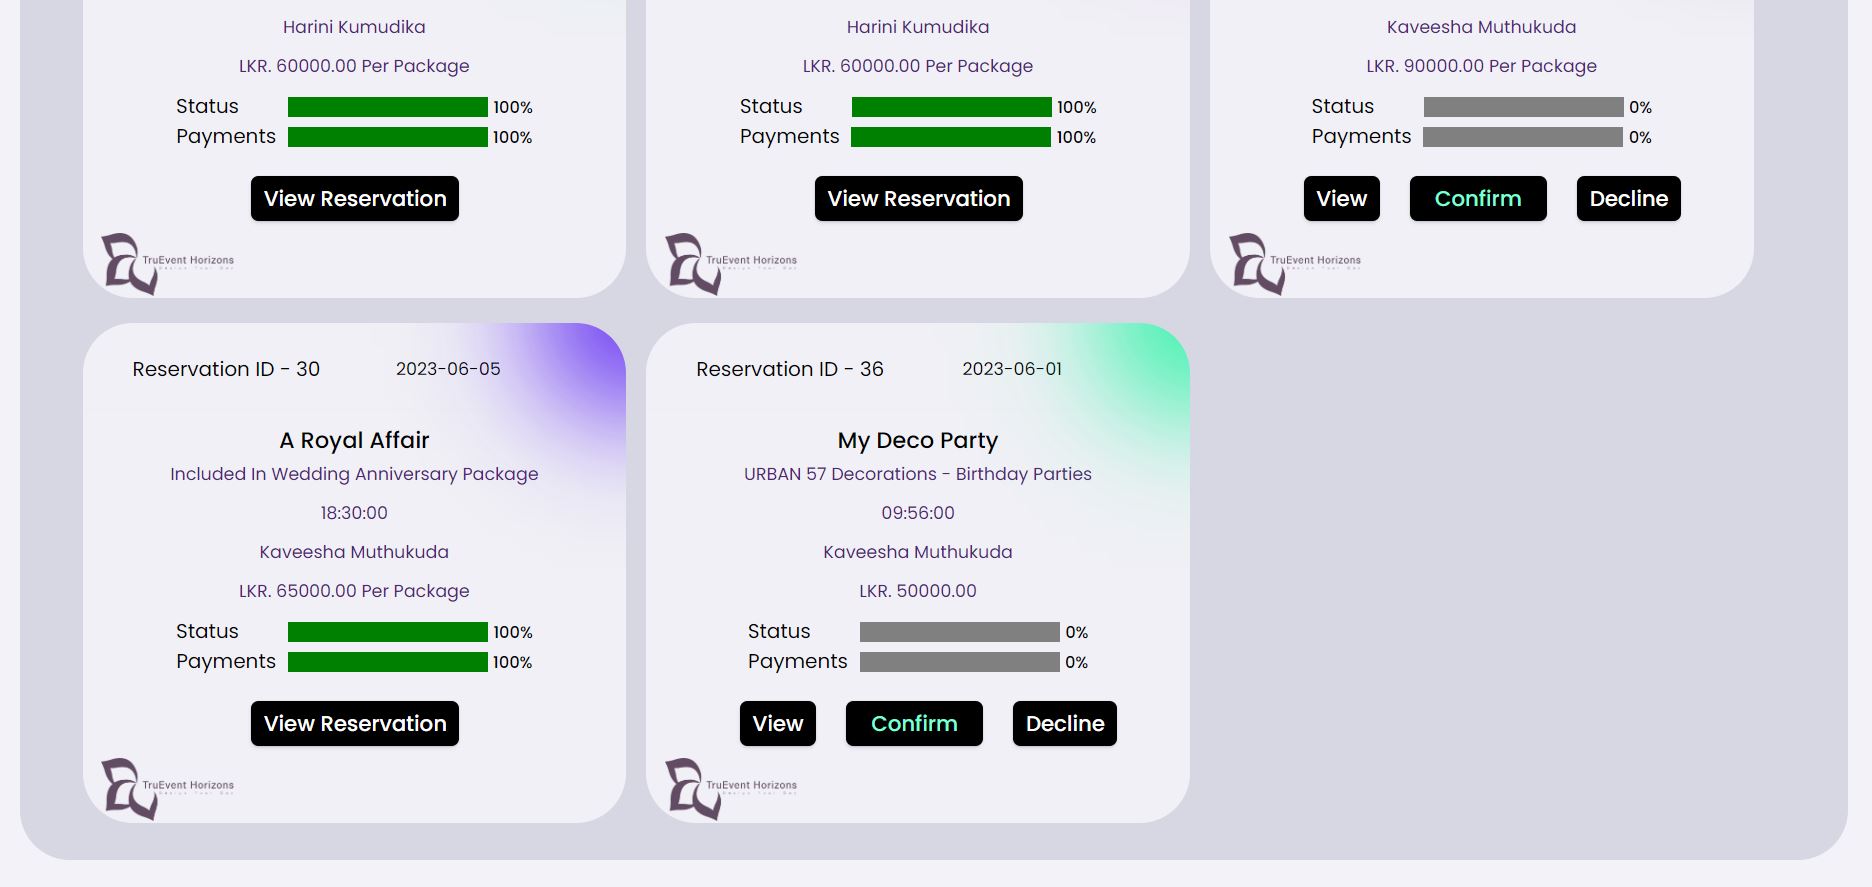 Harini Kumudika
LKR. 60000.00 Per Package
Status 100%
Payments 100%
View Reservation
TruEvent Horizons
Harini Kumudika
LKR. 60000.00 Per Package
Status 100%
Payments 100%
View Reservation
TruEvent Horizons
Kaveesha Muthukuda
LKR. 90000.00 Per Package
Status 0%
Payments 0%
View Confirm Decline
TruEvent Horizons
Reservation ID - 30 2023-06-05
A Royal Affair
Included In Wedding Anniversary Package
18:30:00
Kaveesha Muthukuda
LKR. 65000.00 Per Package
Status 100%
Payments 100%
View Reservation
TruEvent Horizons
Reservation ID - 36 2023-06-01
My Deco Party
URBAN 57 Decorations - Birthday Parties
09:56:00
Kaveesha Muthukuda
LKR. 50000.00
Status 0%
Payments 0%
View Confirm Decline
TruEvent Horizons